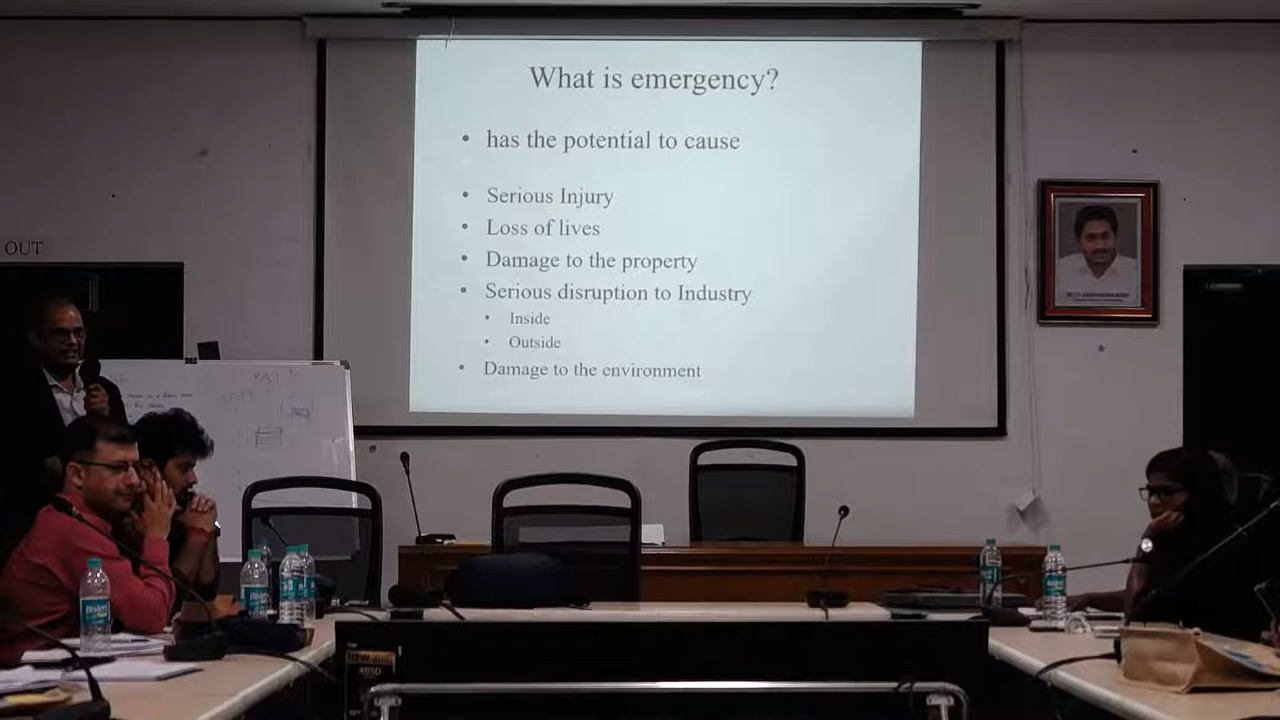 What is emergency?
• has the potential to cause
• Serious Injury
• Loss of lives
• Damage to the property
• Serious disruption to Industry
• Inside
• Outside
• Damage to the environment
OUT
Bisleri